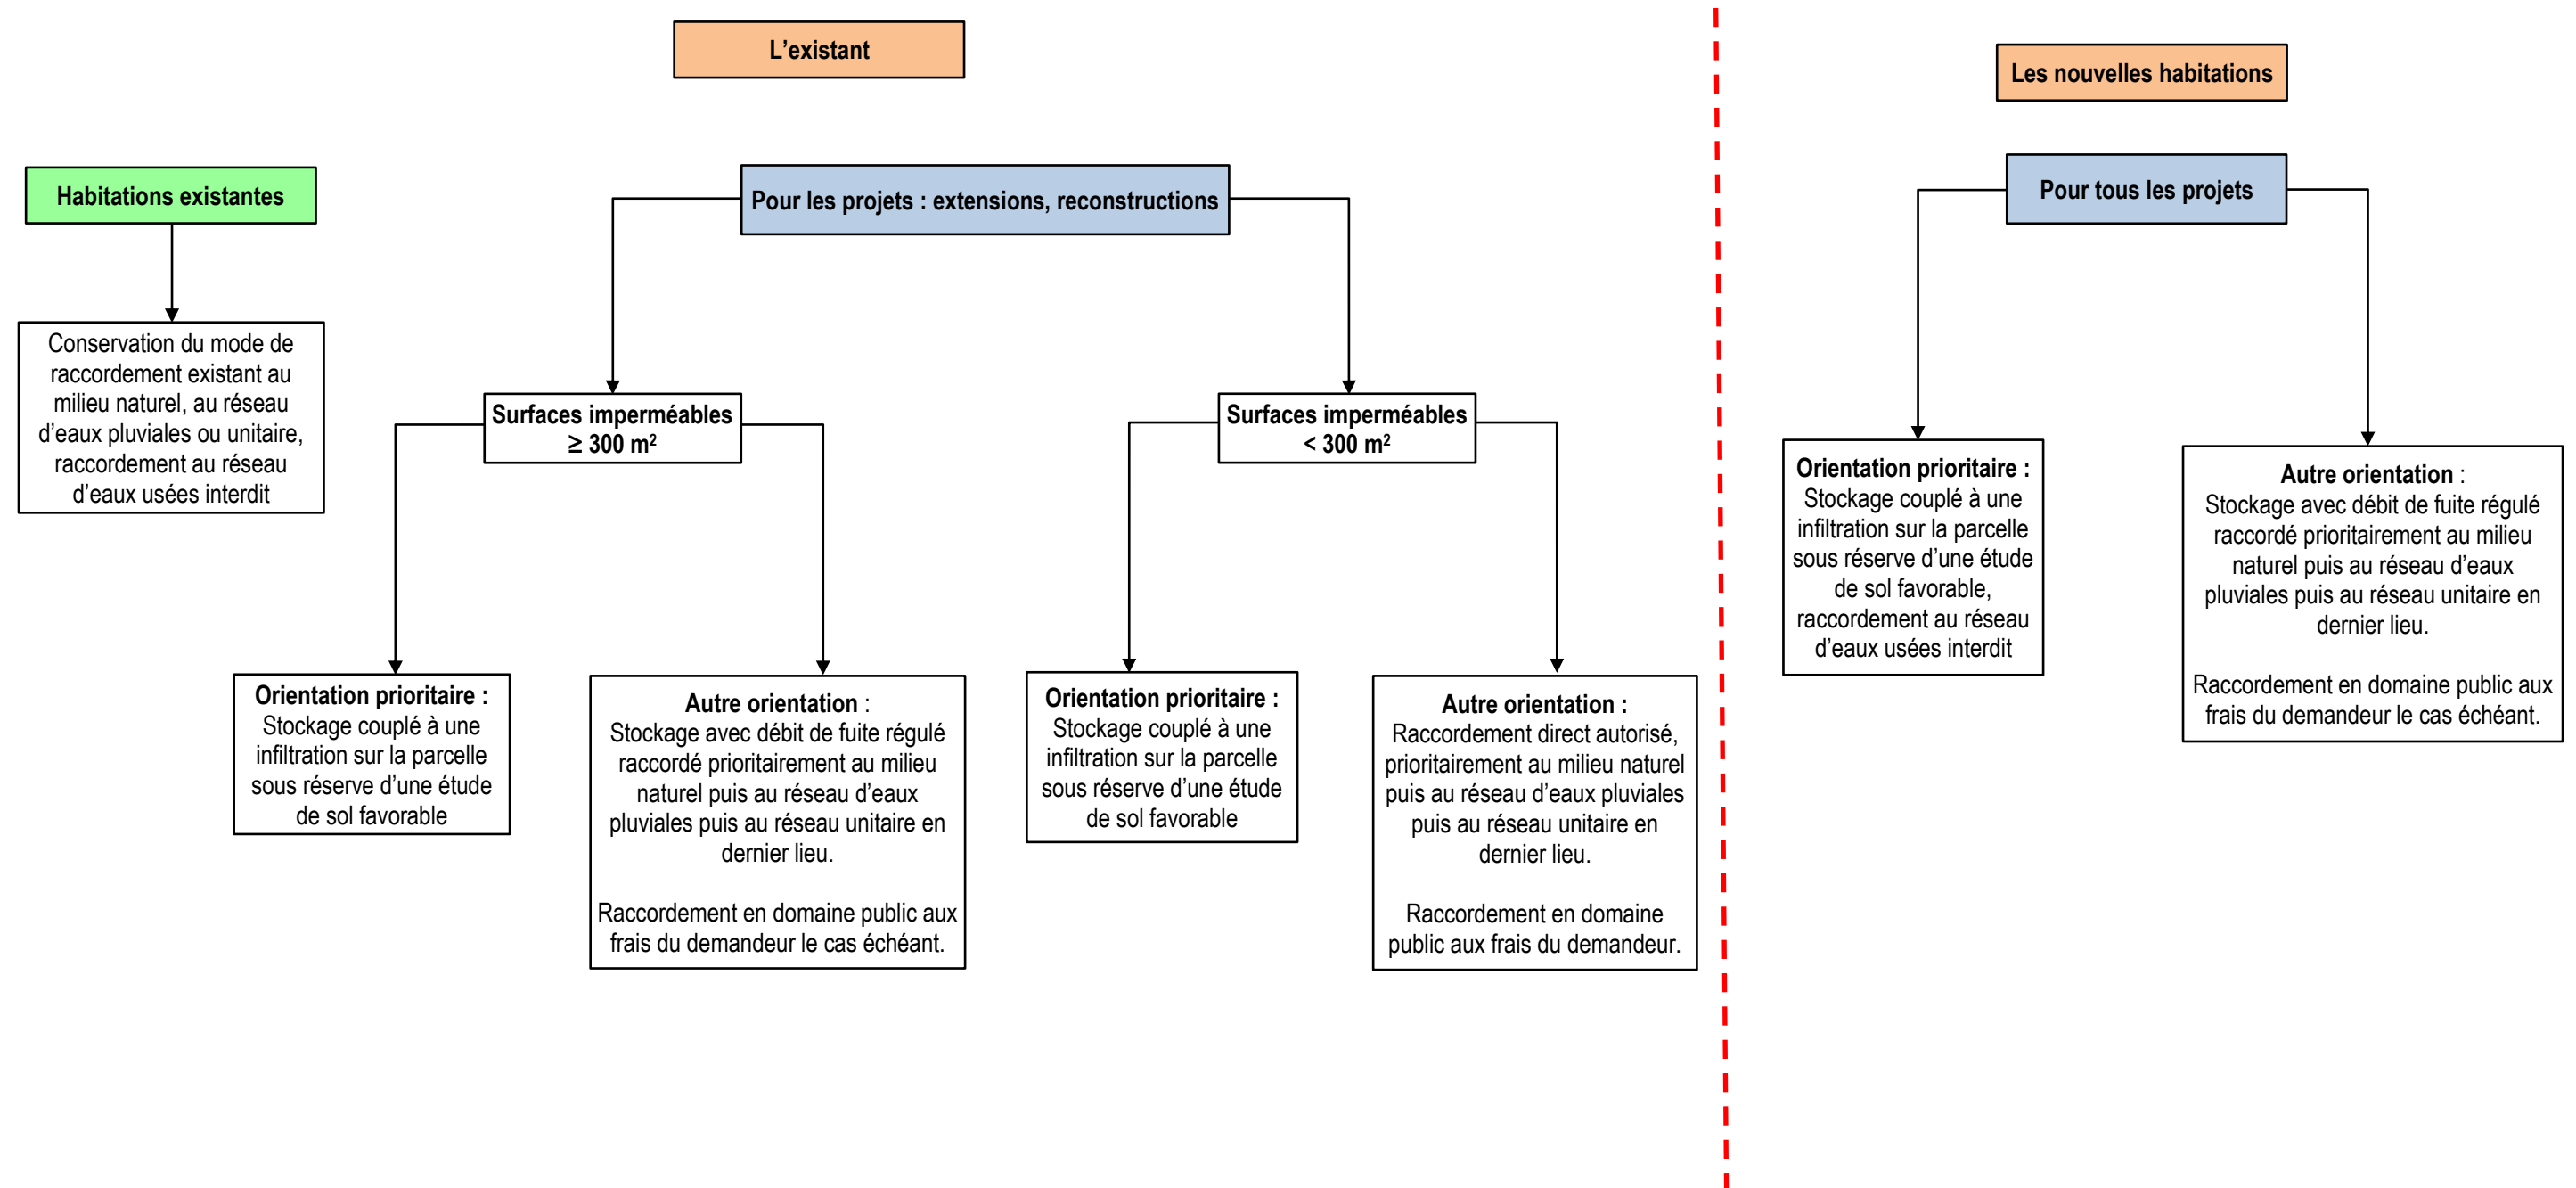 L’existant
Habitations existantes
Conservation du mode de
raccordement existant au
milieu naturel, au réseau
d’eaux pluviales ou unitaire,
raccordement au réseau
d’eaux usées interdit
Pour les projets : extensions, reconstructions
Surfaces imperméables
≥ 300 m²
Orientation prioritaire :
Stockage couplé à une
infiltration sur la parcelle
sous réserve d’une étude
de sol favorable
Autre orientation :
Stockage avec débit de fuite régulé
raccordé prioritairement au milieu
naturel puis au réseau d’eaux
pluviales puis au réseau unitaire en
dernier lieu.
Raccordement en domaine public aux
frais du demandeur le cas échéant.
Surfaces imperméables
< 300 m²
Orientation prioritaire :
Stockage couplé à une
infiltration sur la parcelle
sous réserve d’une étude
de sol favorable
Autre orientation :
Raccordement direct autorisé,
prioritairement au milieu naturel
puis au réseau d’eaux pluviales
puis au réseau unitaire en
dernier lieu.
Raccordement en domaine
public aux frais du demandeur.
Les nouvelles habitations
Pour tous les projets
Orientation prioritaire :
Stockage couplé à une
infiltration sur la parcelle
sous réserve d’une étude
de sol favorable,
raccordement au réseau
d’eaux usées interdit
Autre orientation :
Stockage avec débit de fuite régulé
raccordé prioritairement au milieu
naturel puis au réseau d’eaux
pluviales puis au réseau unitaire en
dernier lieu.
Raccordement en domaine public aux
frais du demandeur le cas échéant.